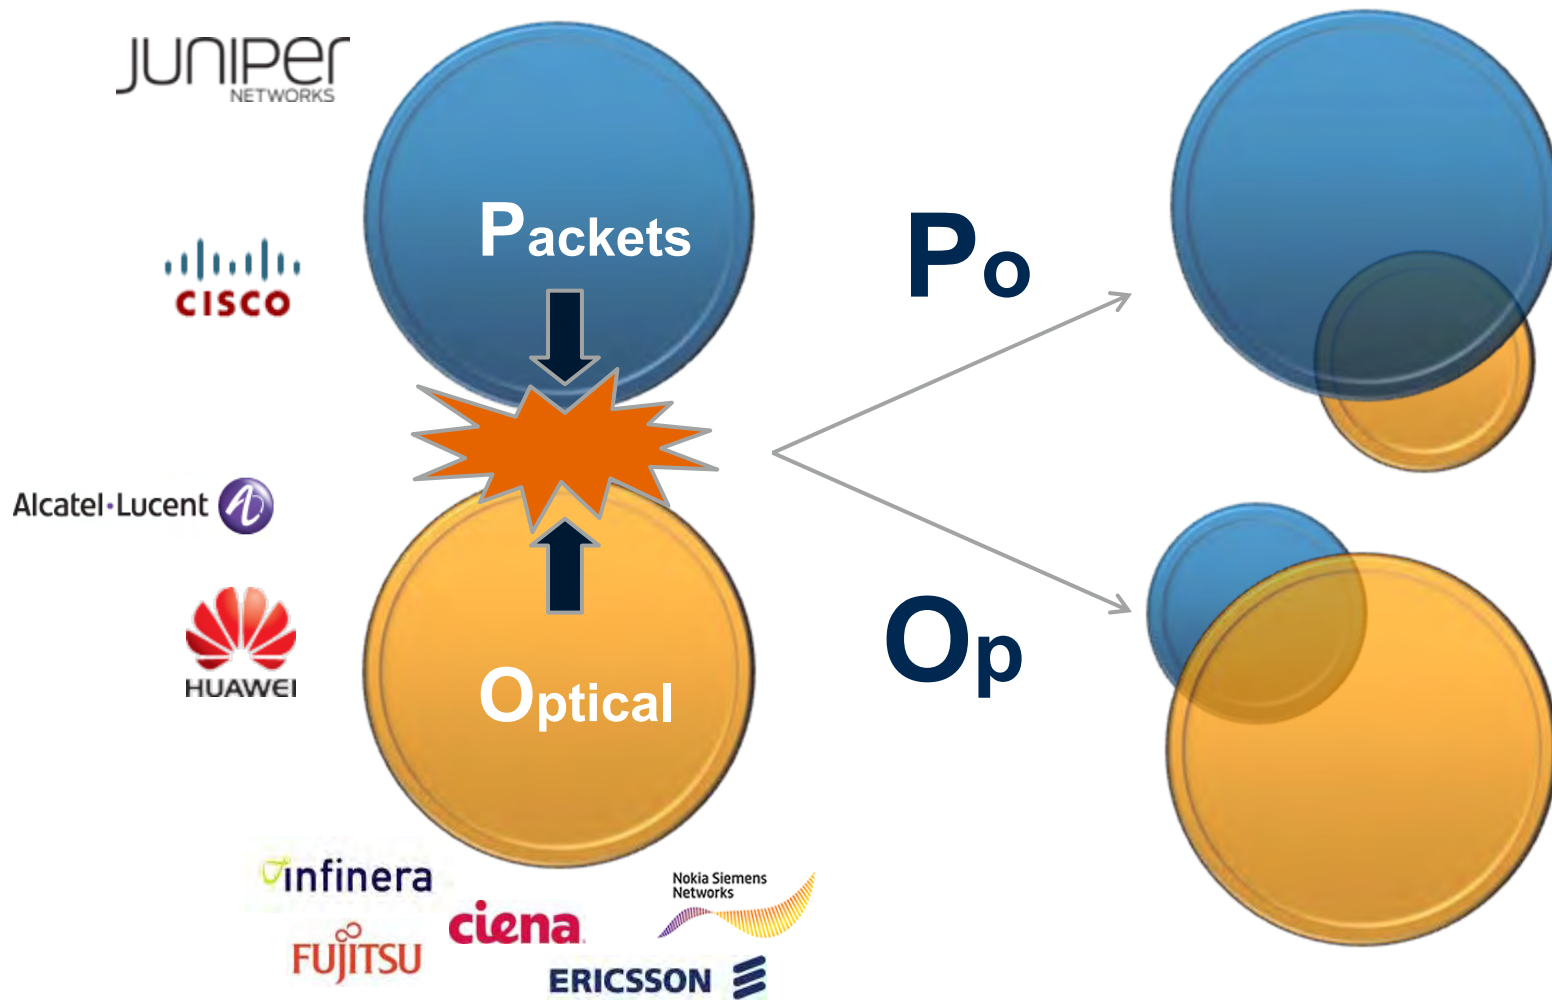 JUNIPER
NETWORKS
CISCO
Alcatel·Lucent
HUAWEI
Packets
Optical
Po
Op
infinera
FUJITSU
ciena
Nokia Siemens
Networks
ERICSSON